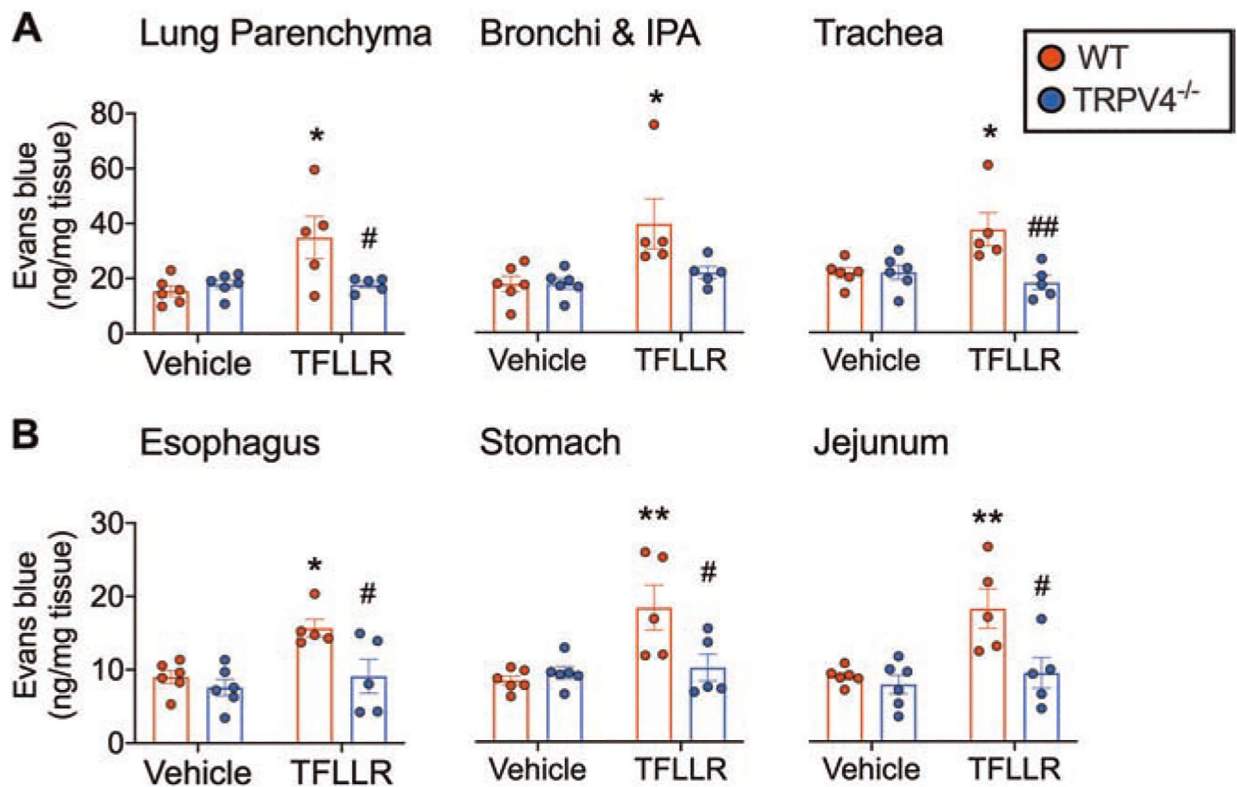 A
Lung Parenchyma
Bronchi & IPA
Trachea
WT
TRPV4-/-
Evans blue
(ng/mg tissue)
80
60
40
20
0
*
#
*
*
##
Vehicle
TFLLR
Vehicle
TFLLR
Vehicle
TFLLR
B
Esophagus
Stomach
Jejunum
Evans blue
(ng/mg tissue)
30
20
10
0
*
#
**
#
**
#
Vehicle
TFLLR
Vehicle
TFLLR
Vehicle
TFLLR